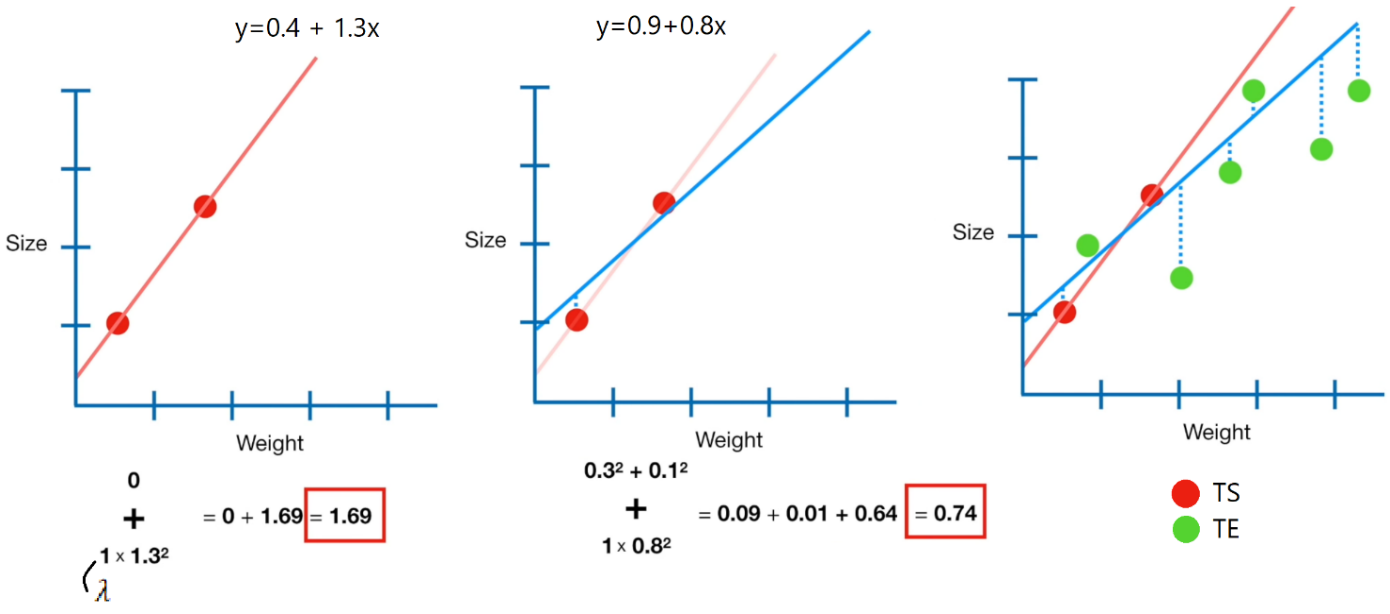 y=0.4 + 1.3x
Size
Weight
0
+
1 x 1.3²
= 0 + 1.69 = 1.69
λ
y=0.9+0.8x
Size
Weight
0.3² + 0.1²
+
1 x 0.8²
= 0.09 + 0.01 + 0.64 = 0.74
Size
Weight
TS
TE